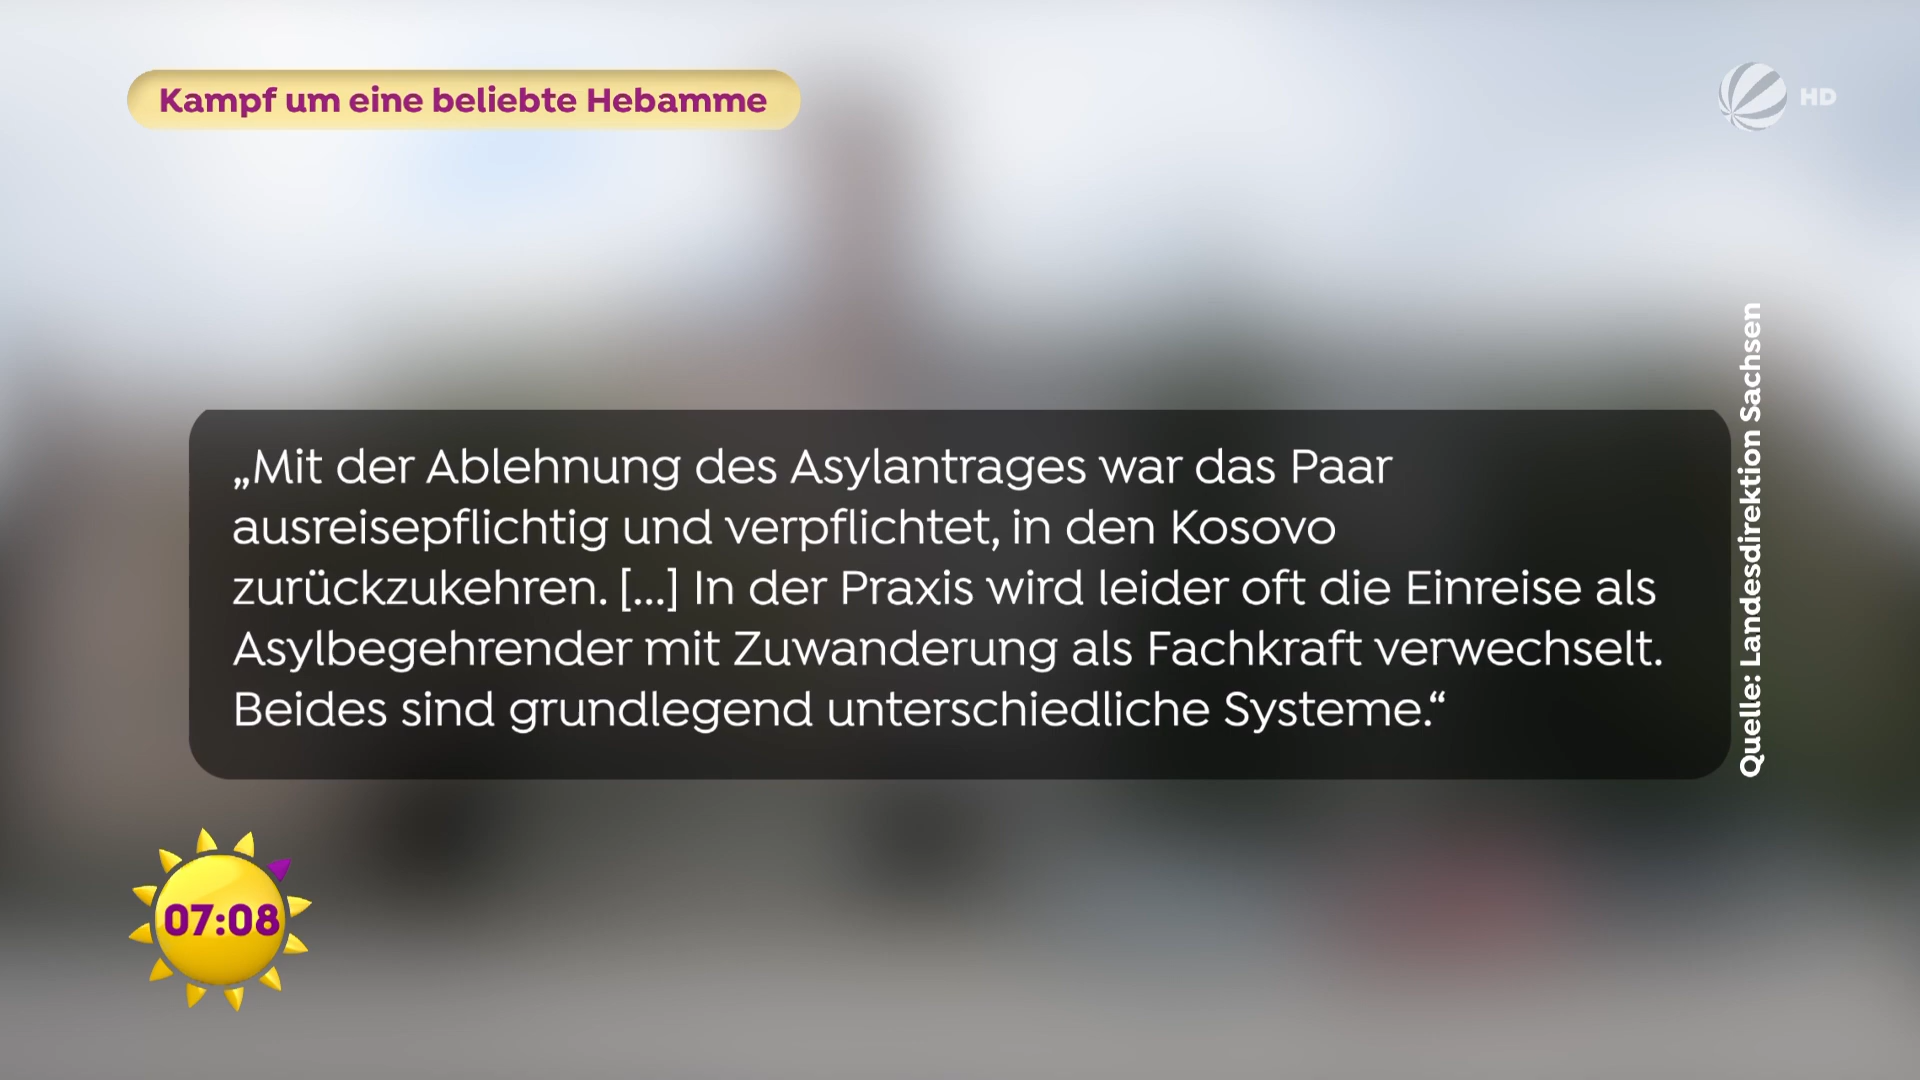 Kampf um eine beliebte Hebamme
HD
„Mit der Ablehnung des Asylantrages war das Paar
ausreisepflichtig und verpflichtet, in den Kosovo
zurückzukehren. [...] In der Praxis wird leider oft die Einreise als
Asylbegehrender mit Zuwanderung als Fachkraft verwechselt.
Beides sind grundlegend unterschiedliche Systeme.“
Quelle: Landesdirektion Sachsen
07:08